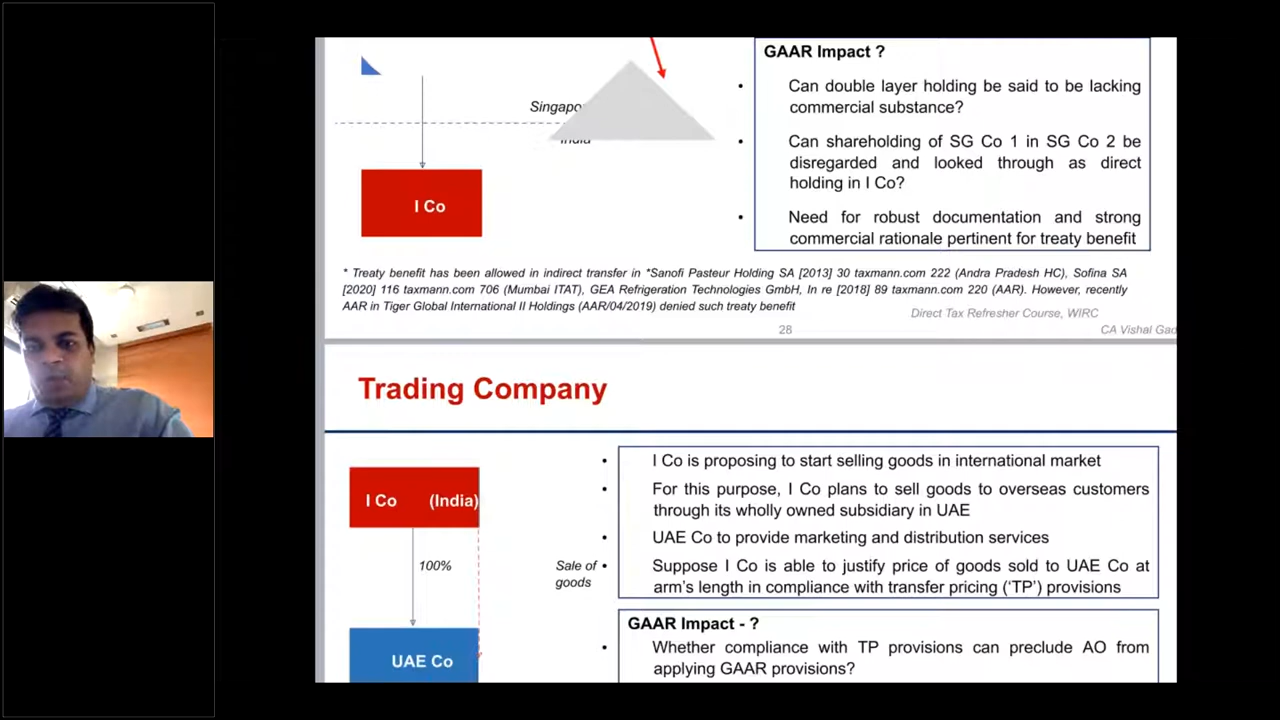 GAAR Impact ?
• Can double layer holding be said to be lacking
commercial substance?
• Can shareholding of SG Co 1 in SG Co 2 be
disregarded and looked through as direct
holding in I Co?
• Need for robust documentation and strong
commercial rationale pertinent for treaty benefit
India
I Co
* Treaty benefit has been allowed in indirect transfer in *Sanofi Pasteur Holding SA [2013] 30 taxmann.com 222 (Andra Pradesh HC), Sofina SA
[2020] 116 taxmann.com 706 (Mumbai ITAT), GEA Refrigeration Technologies GmbH, In re [2018] 89 taxmann.com 220 (AAR). However, recently
AAR in Tiger Global International II Holdings (AAR/04/2019) denied such treaty benefit
Direct Tax Refresher Course, WIRC
28
CA Vishal Gad
Trading Company
I Co (India)
100%
Sale of
goods
UAE Co
• I Co is proposing to start selling goods in international market
• For this purpose, I Co plans to sell goods to overseas customers
through its wholly owned subsidiary in UAE
UAE Co to provide marketing and distribution services
• Suppose I Co is able to justify price of goods sold to UAE Co at
arm's length in compliance with transfer pricing (‘TP’) provisions
GAAR Impact - ?
• Whether compliance with TP provisions can preclude AO from
applying GAAR provisions?